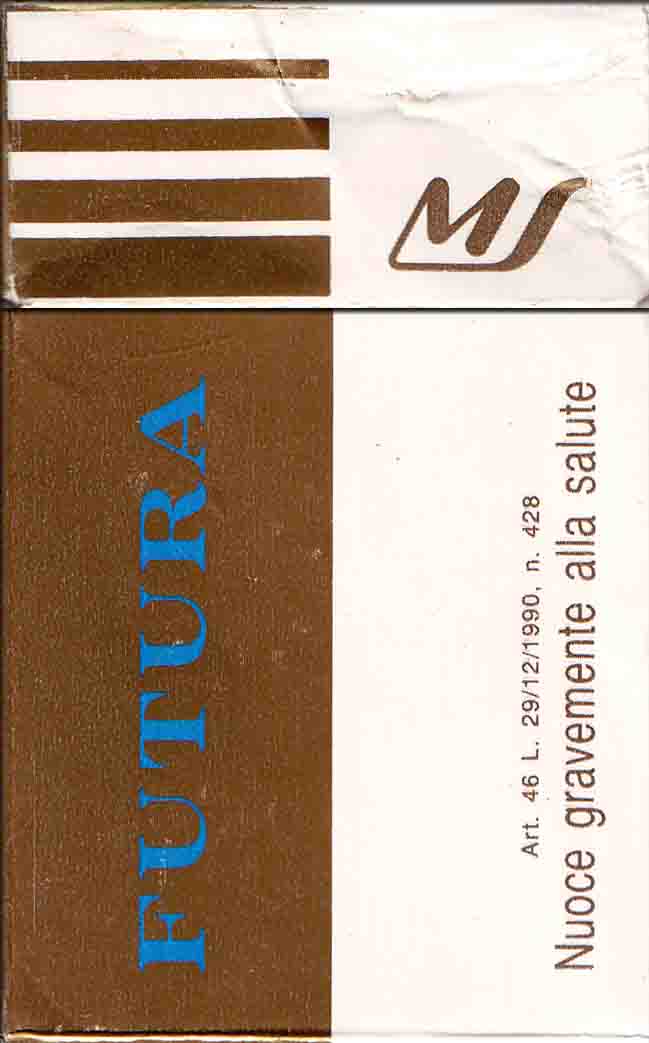 MS
FUTURA
Art. 46 L. 29/12/1990, n. 428
Nuoce gravemente alla salute